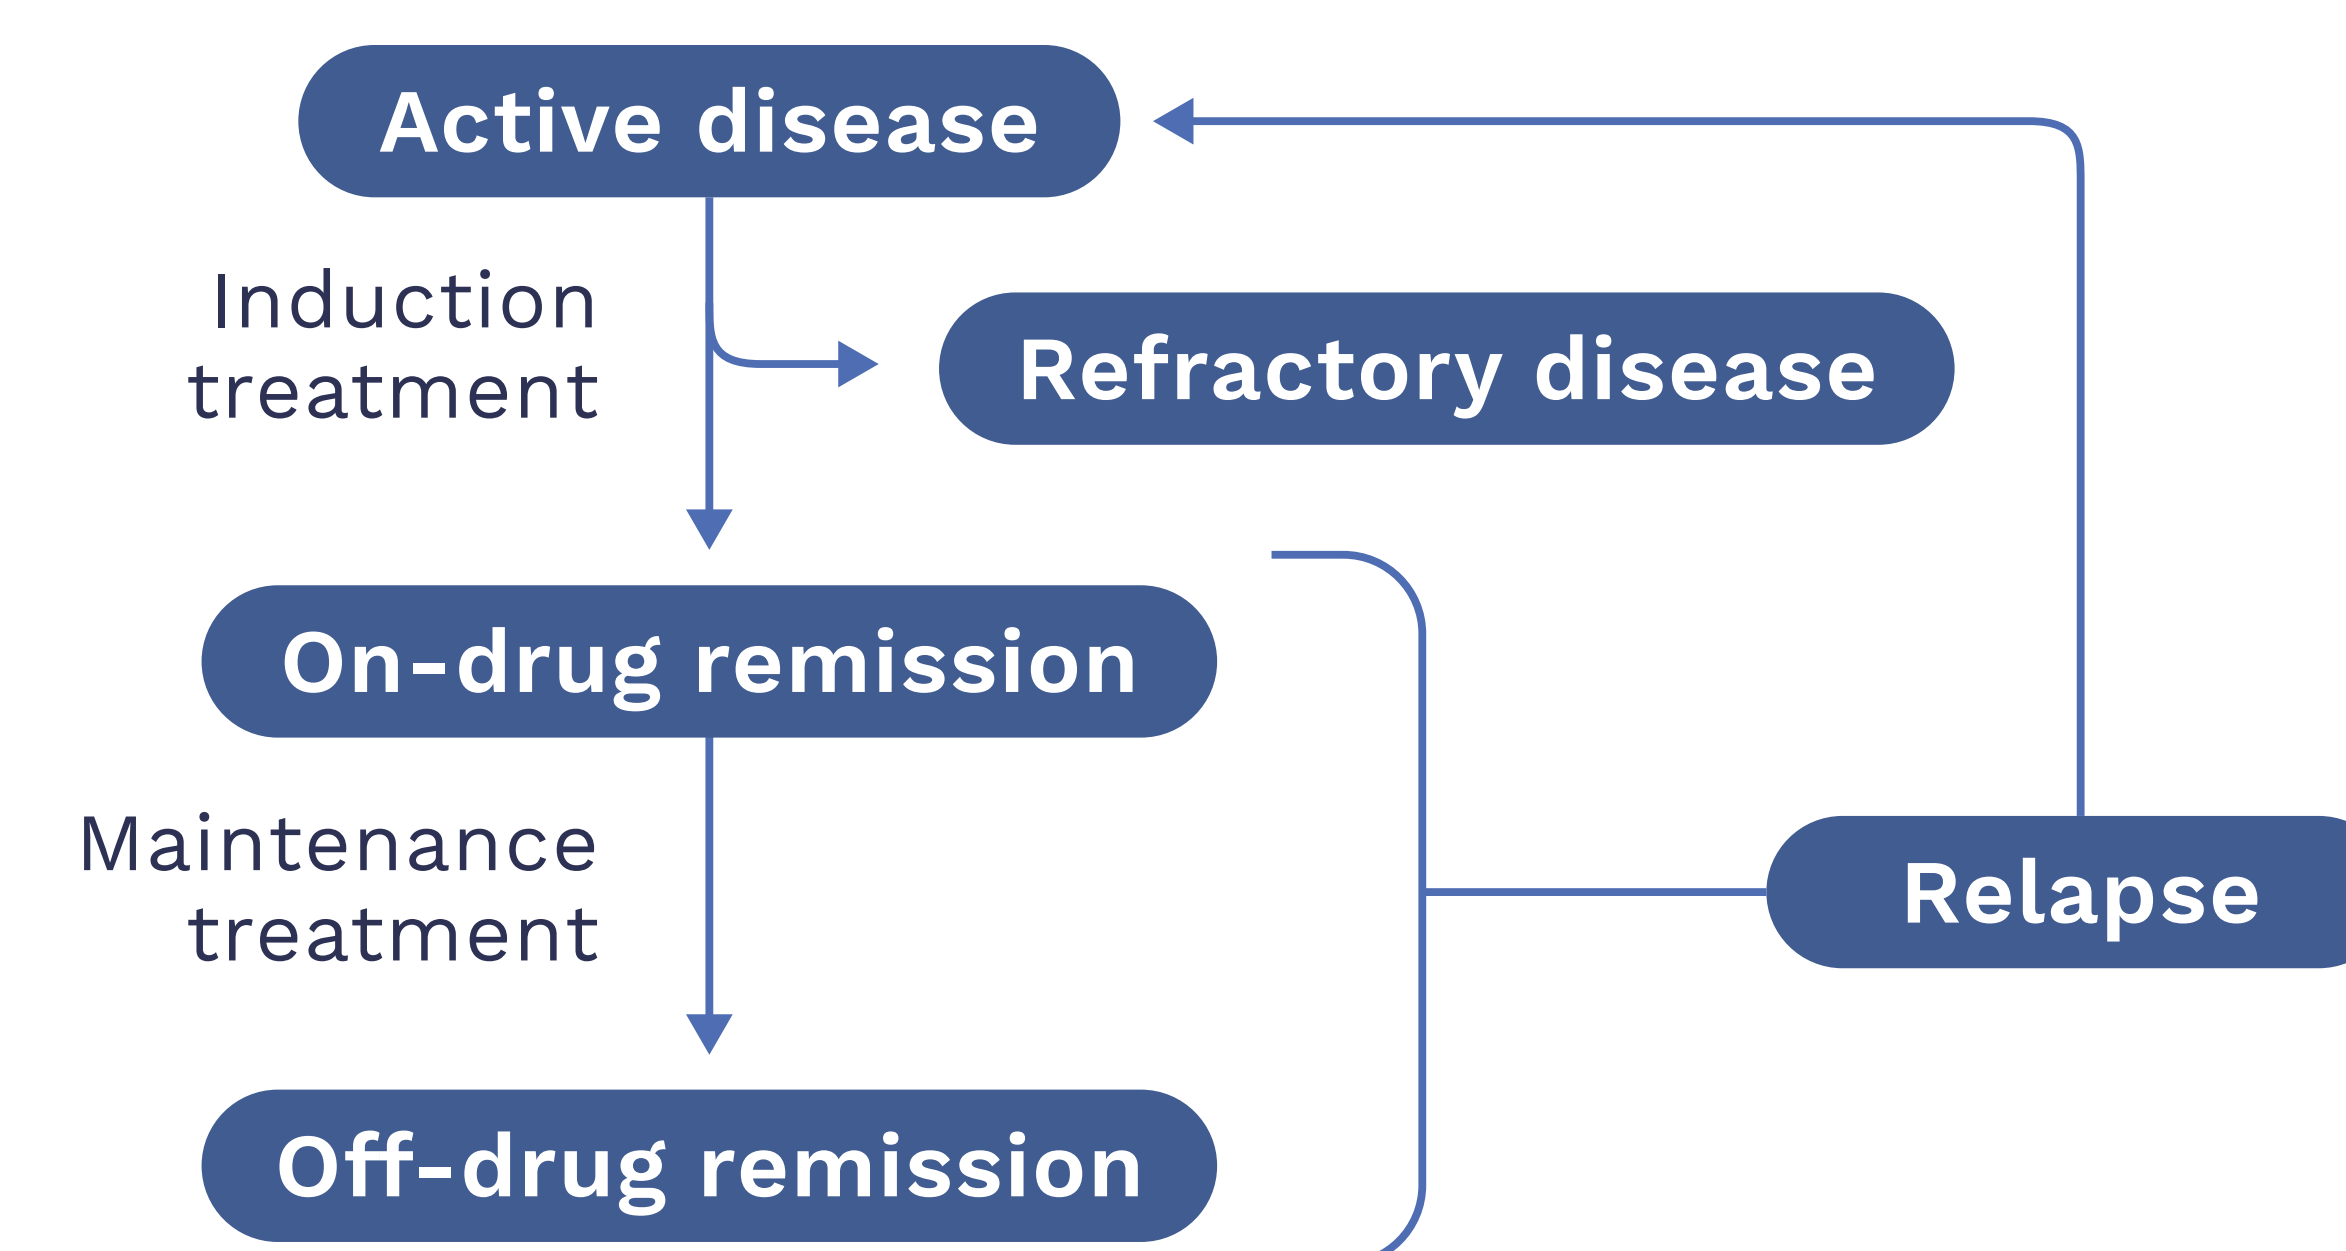 Active disease
Induction
treatment
Refractory disease
On-drug remission
Maintenance
treatment
Relapse
Off-drug remission